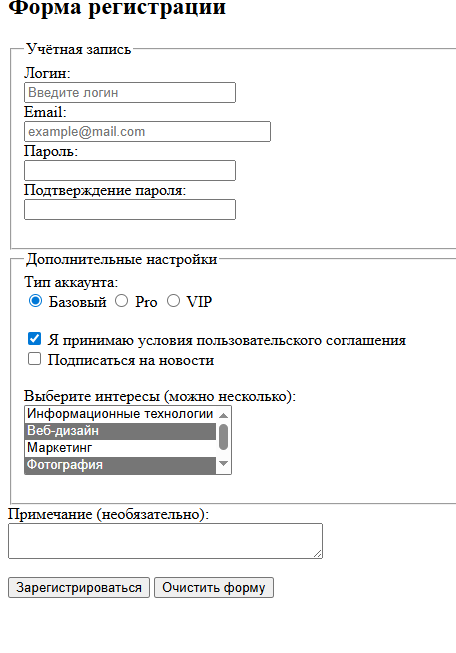 Форма регистрации
Учётная запись
Логин:
Введите логин
Email:
example@mail.com
Пароль:
Подтверждение пароля:
Дополнительные настройки
Тип аккаунта:
Базовый Pro VIP
Я принимаю условия пользовательского соглашения
Подписаться на новости
Выберите интересы (можно несколько):
Информационные технологии
Веб-дизайн
Маркетинг
Фотография
Примечание (необязательно):
Зарегистрироваться Очистить форму